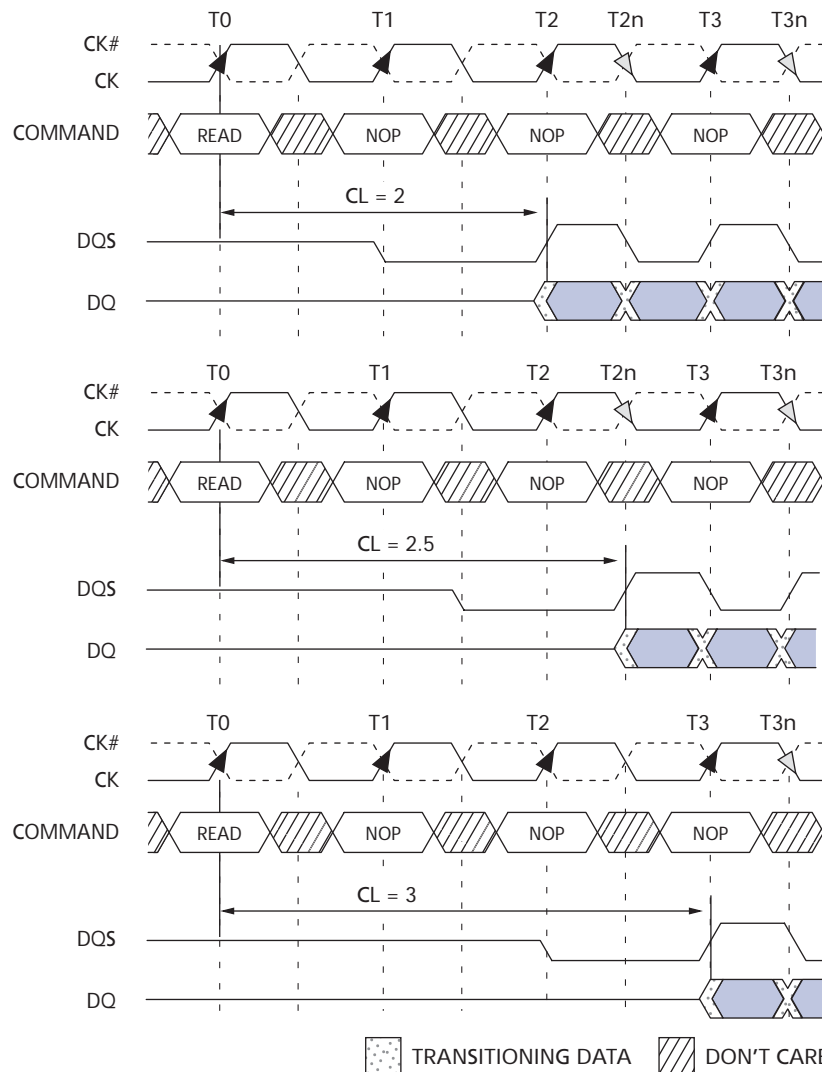 T0 T1 T2 T2n T3 T3n
CK#
CK
COMMAND READ NOP NOP NOP
CL = 2
DQS
DQ
T0 T1 T2 T2n T3 T3n
CK#
CK
COMMAND READ NOP NOP NOP
CL = 2.5
DQS
DQ
T0 T1 T2 T3 T3n
CK#
CK
COMMAND READ NOP NOP NOP
CL = 3
DQS
DQ
TRANSITIONING DATA DON'T CARE